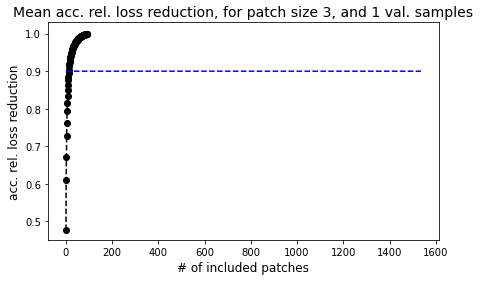 Mean acc. rel. loss reduction, for patch size 3, and 1 val. samples
1.0
0.9
0.8
0.7
0.6
0.5
acc. rel. loss reduction
0 200 400 600 800 1000 1200 1400 1600
# of included patches